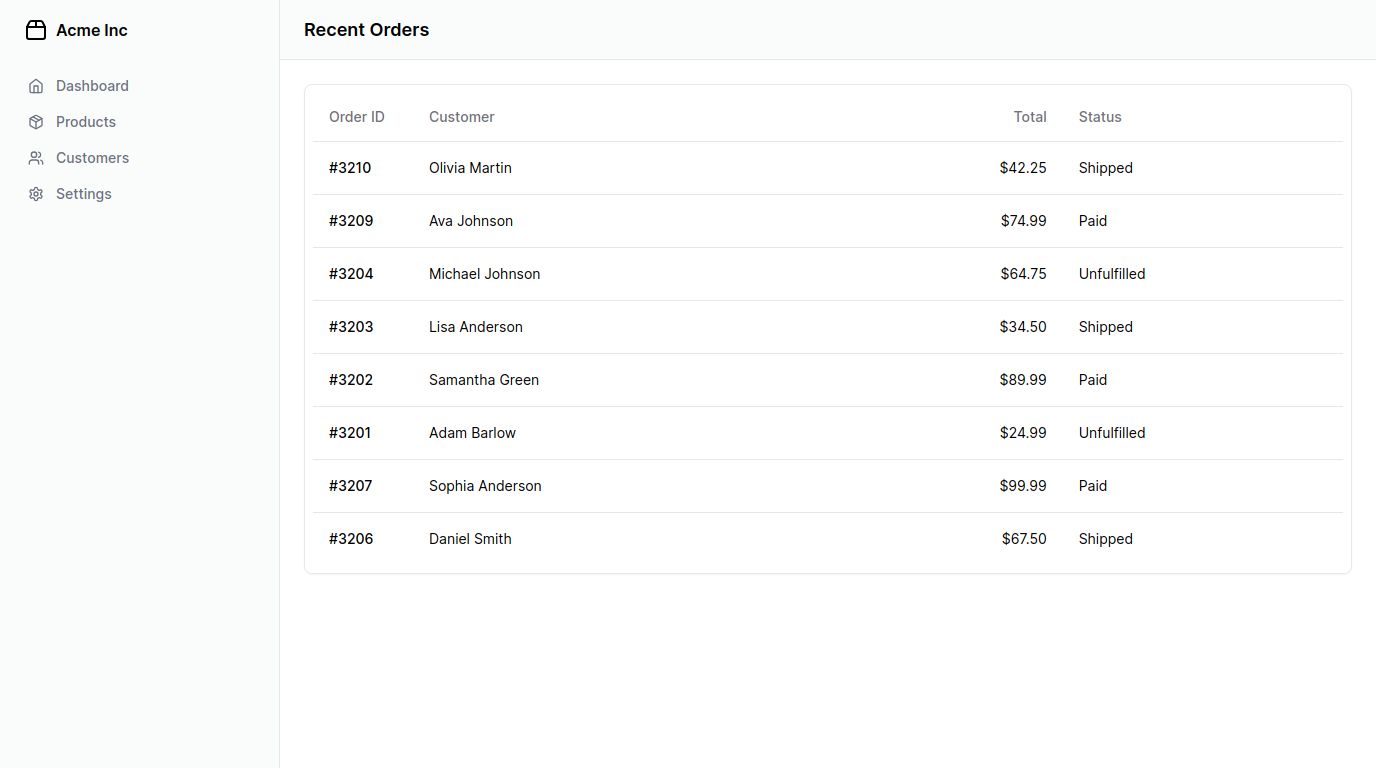 Acme Inc
Dashboard
Products
Customers
Settings
Recent Orders
Order ID Customer Total Status
#3210 Olivia Martin $42.25 Shipped
#3209 Ava Johnson $74.99 Paid
#3204 Michael Johnson $64.75 Unfulfilled
#3203 Lisa Anderson $34.50 Shipped
#3202 Samantha Green $89.99 Paid
#3201 Adam Barlow $24.99 Unfulfilled
#3207 Sophia Anderson $99.99 Paid
#3206 Daniel Smith $67.50 Shipped